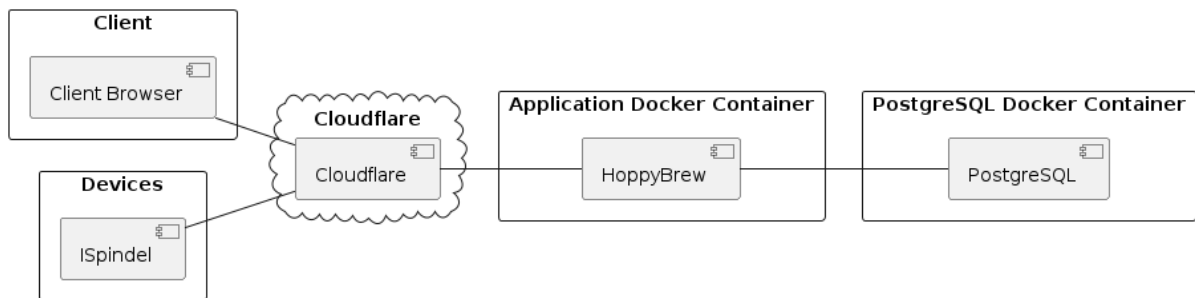 Client
Client Browser
Devices
ISpindel
Cloudflare
Cloudflare
Application Docker Container
HoppyBrew
PostgreSQL Docker Container
PostgreSQL